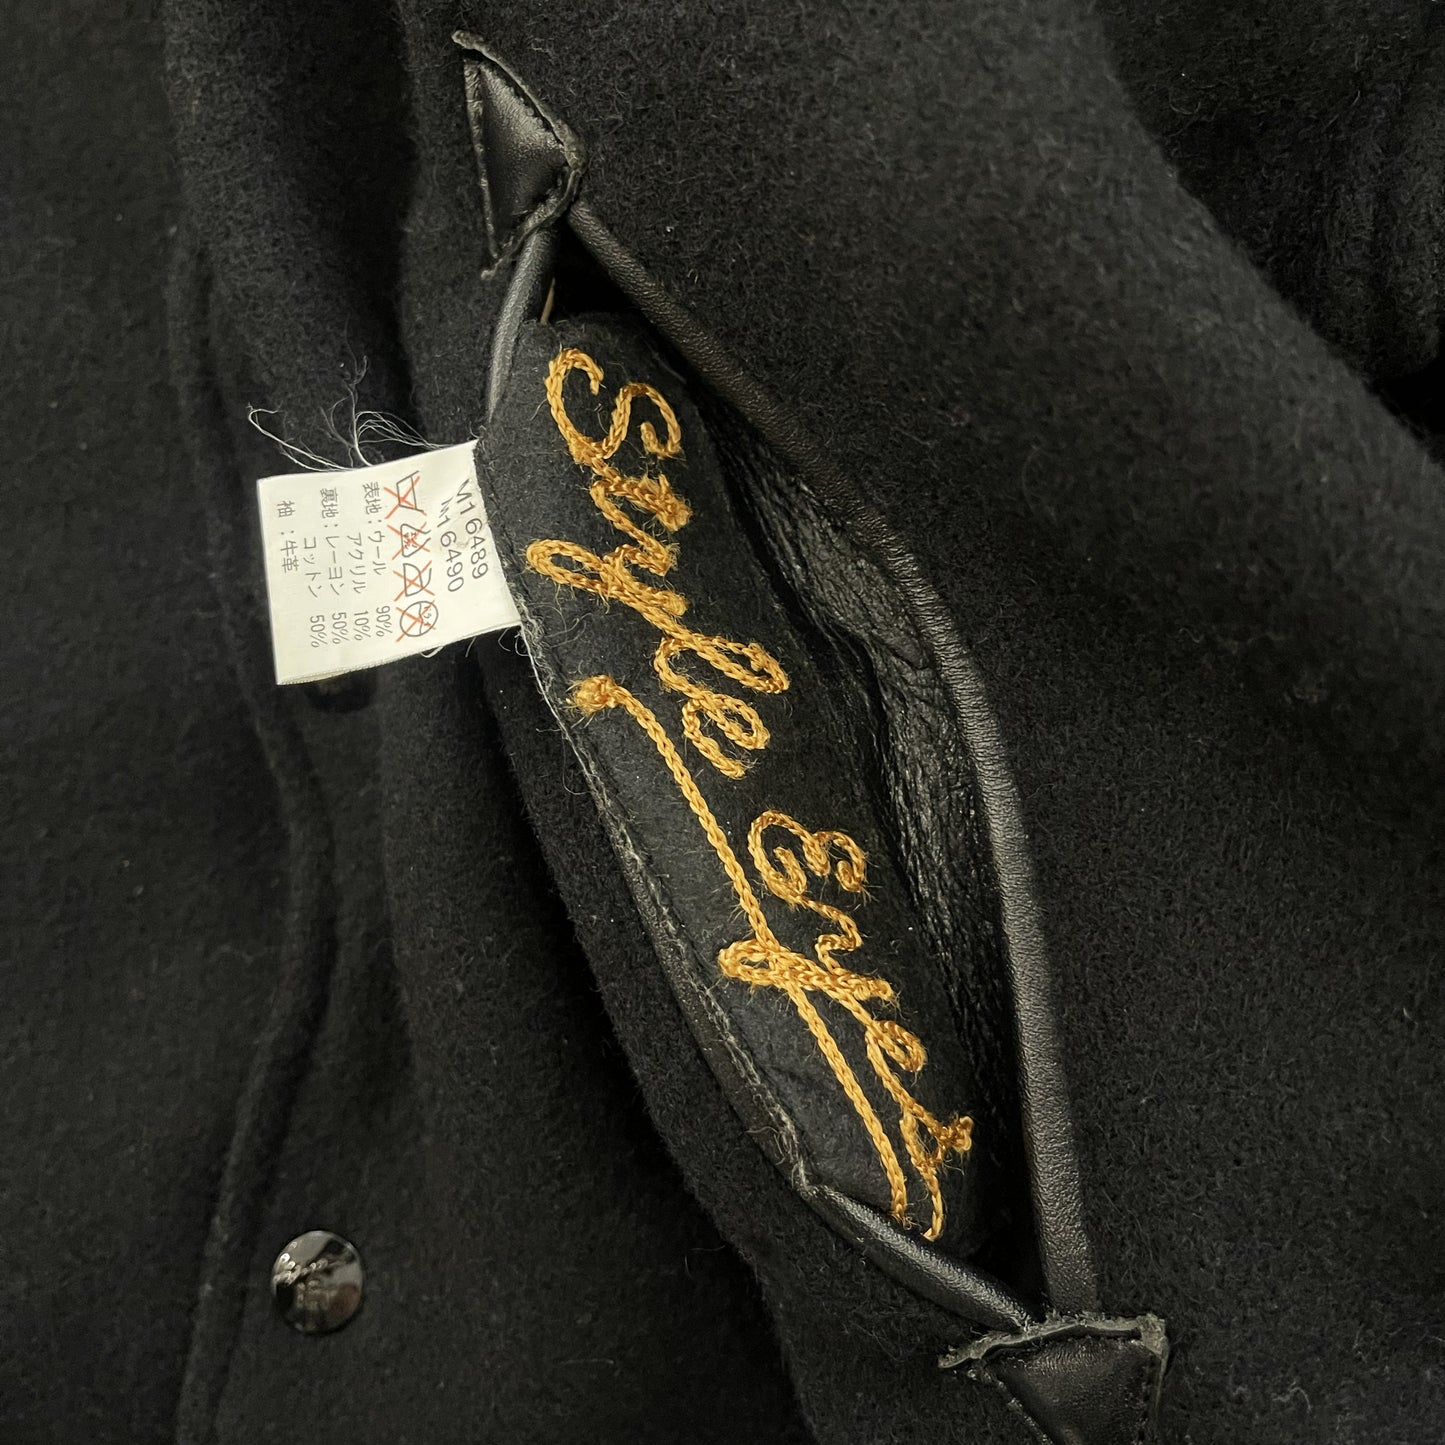 Style Eyes
M16489
M16490
表地:ウール 90%
アクリル 10%
裏地:レーヨン 50%
コットン 50%
袖:牛革